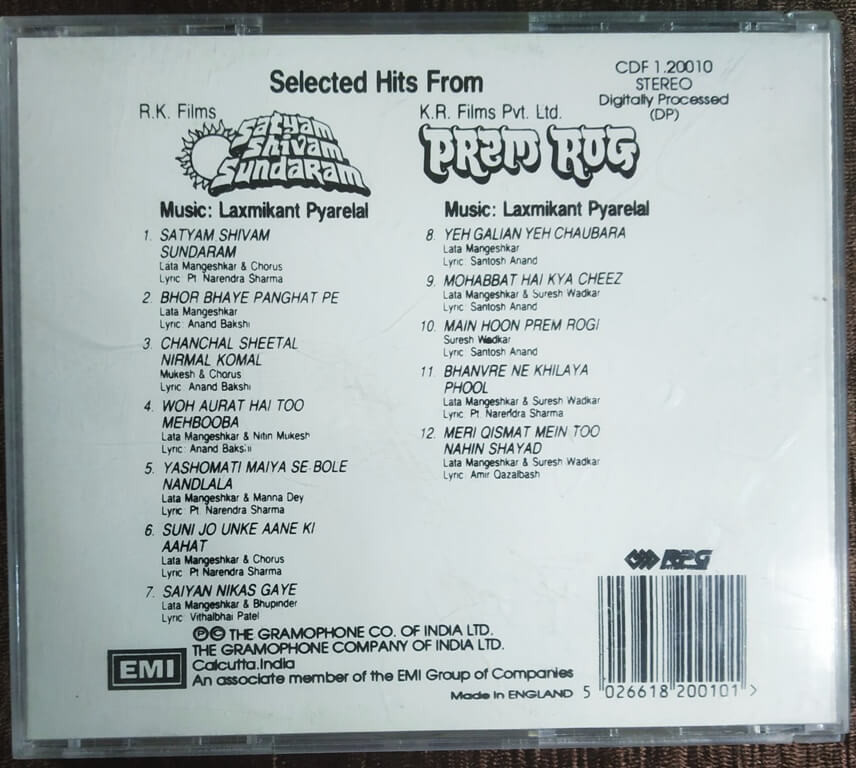 Selected Hits From
CDF 1.20010
STEREO
Digitally Processed
(DP)
R.K. Films
Satyam
Shivam
Sundaram
Music: Laxmikant Pyarelal
1. SATYAM SHIVAM
SUNDARAM
Lata Mangeshkar & Chorus
Lyric: Pt. Narendra Sharma
2. BHOR BHAYE PANGHAT PE
Lata Mangeshkar
Lyric: Anand Bakshi
3. CHANCHAL SHEETAL
NIRMAL KOMAL
Mukesh & Chorus
Lyric: Anand Bakshi
4. WOH AURAT HAI TOO
MEHBOOBA
Lata Mangeshkar & Nitin Mukesh
Lyric: Anand Bakshi
5. YASHOMATI MAIYA SE BOLE
NANDLALA
Lata Mangeshkar & Manna Dey
Lyric: Pt. Narendra Sharma
6. SUNI JO UNKE AANE KI
AAHAT
Lata Mangeshkar & Chorus
Lyric: Pt Narendra Sharma
7. SAIYAN NIKAS GAYE
Lata Mangeshkar & Bhupinder
Lyric: Vithalbhai Patel
K.R. Films Pvt. Ltd.
PREM ROG
Music: Laxmikant Pyarelal
8. YEH GALIAN YEH CHAUBARA
Lata Mangeshkar
Lyric: Santosh Anand
9. MOHABBAT HAI KYA CHEEZ
Lata Mangeshkar & Suresh Wadkar
Lyric: Santosh Anand
10. MAIN HOON PREM ROGI
Suresh Wadkar
Lyric: Santosh Anand
11. BHANVRE NE KHILAYA
PHOOL
Lata Mangeshkar & Suresh Wadkar
Lyric: Pt. Narendra Sharma
12. MERI QISMAT MEIN TOO
NAHIN SHAYAD
Lata Mangeshkar & Suresh Wadkar
Lyric: Amir Qazalbash
RPG
EMI
℗© THE GRAMOPHONE CO. OF INDIA LTD.
THE GRAMOPHONE COMPANY OF INDIA LTD.
Calcutta.India
An associate member of the EMI Group of Companies
Made in ENGLAND
5 026618 200101 >